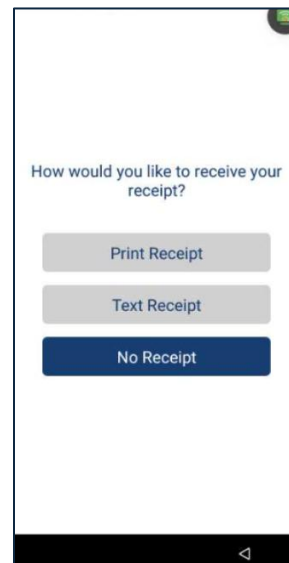 How would you like to receive your
receipt?
Print Receipt
Text Receipt
No Receipt